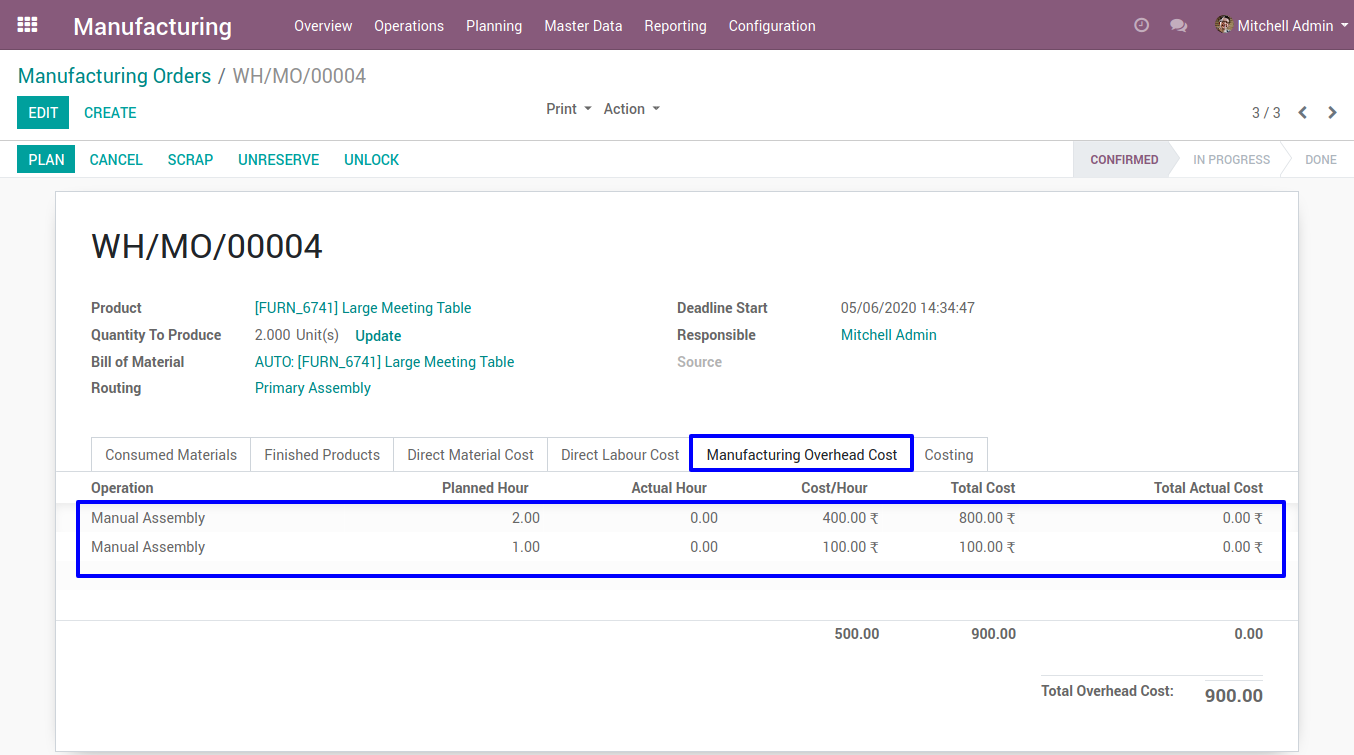 Manufacturing Overview Operations Planning Master Data Reporting Configuration Mitchell Admin
Manufacturing Orders / WH/MO/00004
EDIT CREATE Print Action 3 / 3
PLAN CANCEL SCRAP UNRESERVE UNLOCK CONFIRMED IN PROGRESS DONE
WH/MO/00004
Product [FURN_6741] Large Meeting Table Deadline Start 05/06/2020 14:34:47
Quantity To Produce 2.000 Unit(s) Update Responsible Mitchell Admin
Bill of Material AUTO: [FURN_6741] Large Meeting Table Source
Routing Primary Assembly
Consumed Materials Finished Products Direct Material Cost Direct Labour Cost Manufacturing Overhead Cost Costing
Operation Planned Hour Actual Hour Cost/Hour Total Cost Total Actual Cost
Manual Assembly 2.00 0.00 400.00 ₹ 800.00 ₹ 0.00 ₹
Manual Assembly 1.00 0.00 100.00 ₹ 100.00 ₹ 0.00 ₹
500.00 900.00 0.00
Total Overhead Cost: 900.00